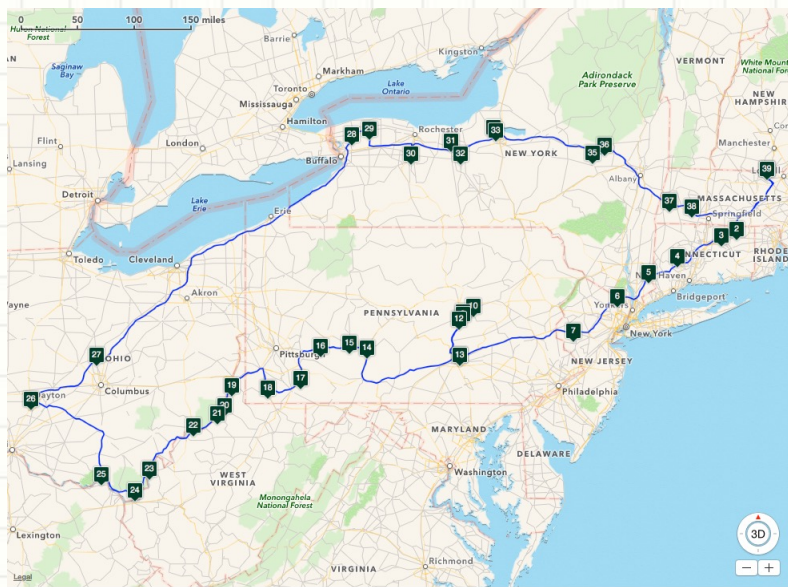 0 50 100 150 miles
Huron National
Forest
Barrie
Kingston
VERMONT
White Mount
National For
AN
Saginaw
Bay
Markham
Toronto
Lake
Ontario
Adirondack
Park Preserve
NEW
HAMPSHIR
Mississauga
Hamilton
28
29
Rochester
33
Flint
London
31
36
Manchester
30
32
NEW YORK
35
Lansing
Buffalo
39
Albany
Detroit
Lake
Erie
37
MASSACHUSETTS
38
Springfield
Erie
2
3
Toledo
Cleveland
4
NNECTICUT
RHODE
ISLAND
5
Haven
ayne
Akron
6
Bridgeport
PENNSYLVANIA
10
12
Yonkers
7
New York
16
15
14
27
OHIO
Pittsburgh
13
NEW JERSEY
17
19
18
Columbus
Philadelphia
26
ayton
20
21
22
MARYLAND
DELAWARE
23
25
WEST
VIRGINIA
Washington
24
Monongahela
National Forest
Lexington
3D
Richmond
VIRGINIA
Legal
− +